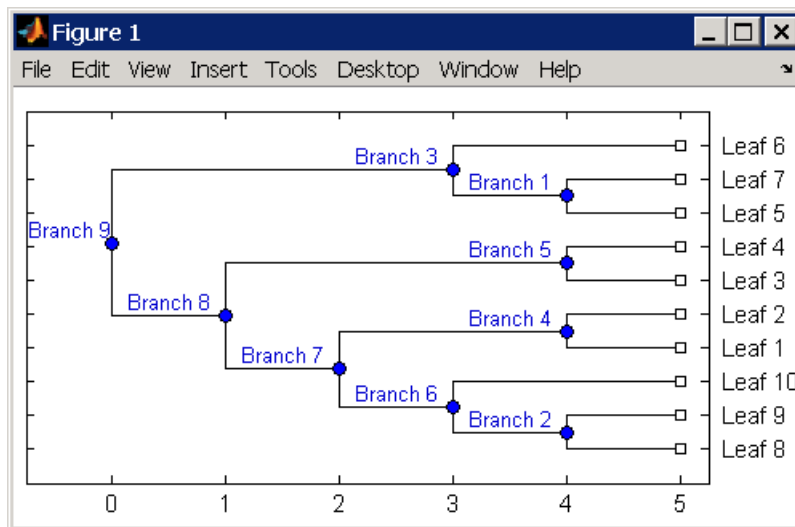 Figure 1
File Edit View Insert Tools Desktop Window Help
Branch 3
Leaf 6
Branch 1
Leaf 7
Leaf 5
Branch 9
Branch 5
Leaf 4
Leaf 3
Branch 8
Branch 4
Leaf 2
Leaf 1
Branch 7
Branch 6
Leaf 10
Branch 2
Leaf 9
Leaf 8
0 1 2 3 4 5